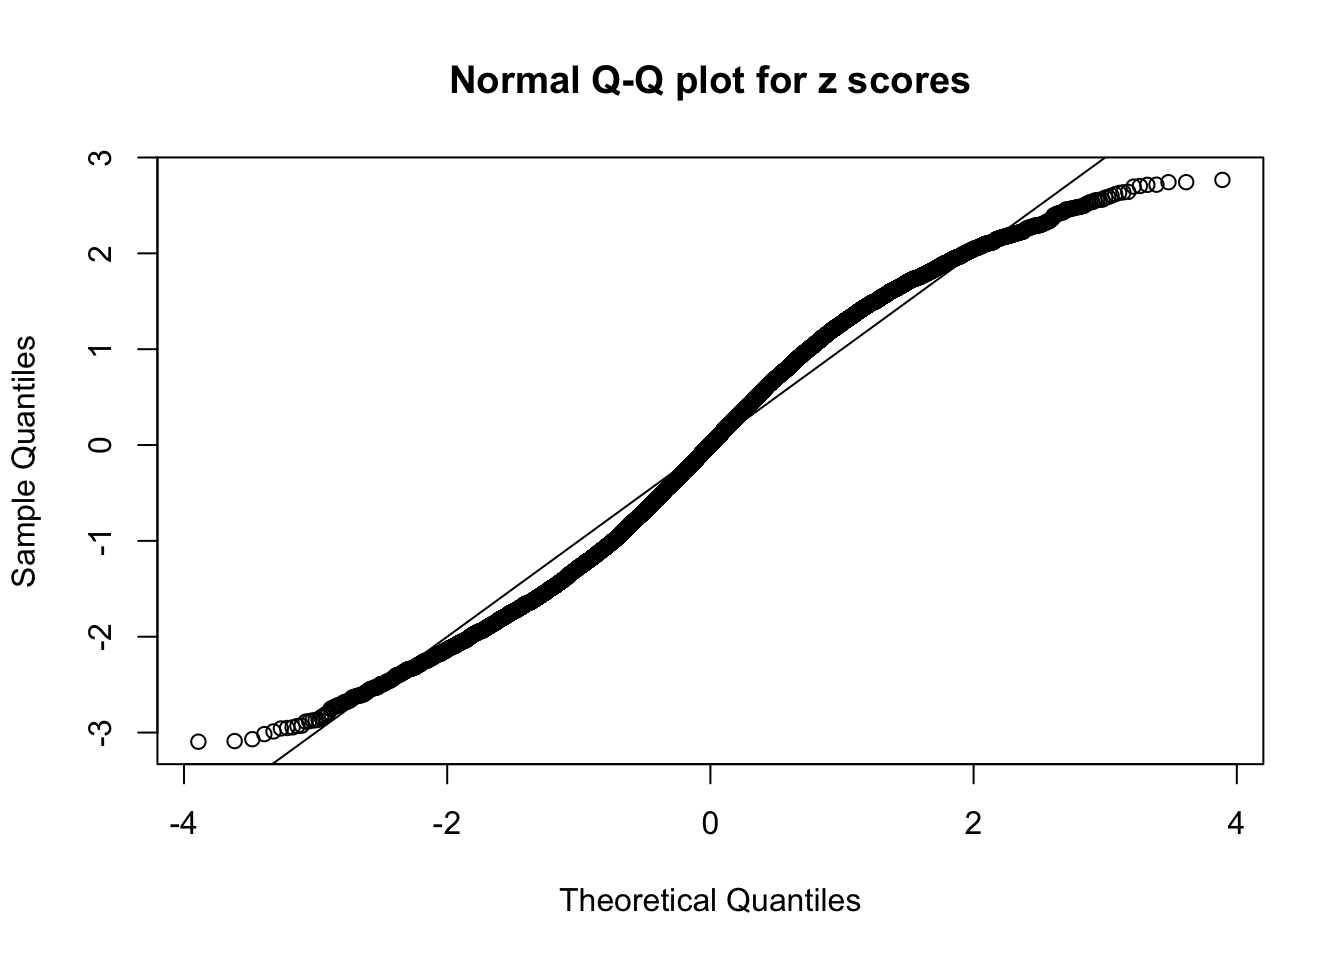 Normal Q-Q plot for z scores
3
2
1
0
-1
-2
-3
Sample Quantiles
-4 -2 0 2 4
Theoretical Quantiles